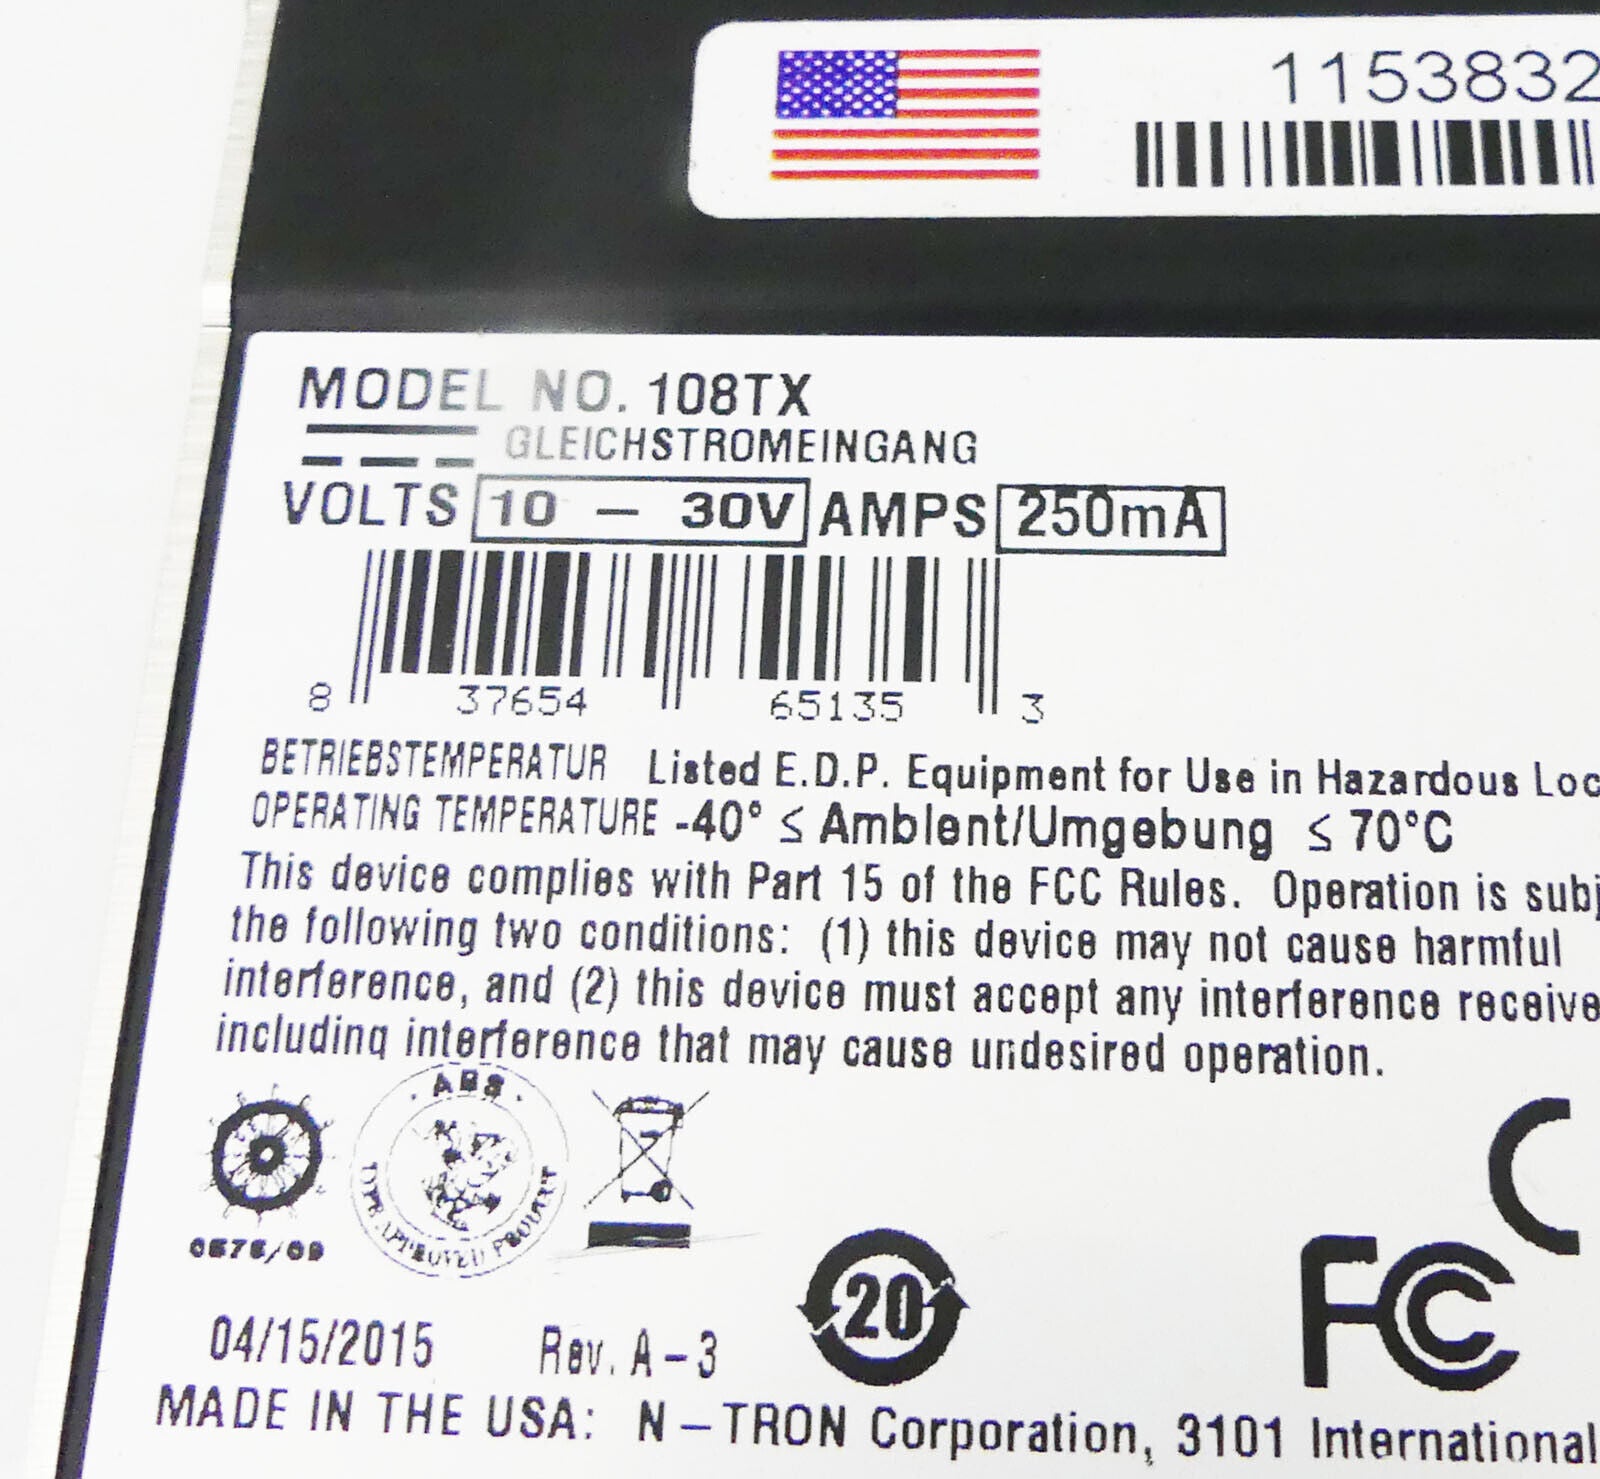 1153832
MODEL NO. 108TX
GLEICHSTROMEINGANG
VOLTS 10 – 30V AMPS 250mA
8 37654 65135 3
BETRIEBSTEMPERATUR Listed E.D.P. Equipment for Use in Hazardous Loc
OPERATING TEMPERATURE -40° ≤ Ambient/Umgebung ≤ 70°C
This device complies with Part 15 of the FCC Rules. Operation is subj
the following two conditions: (1) this device may not cause harmful
interference, and (2) this device must accept any interference receive
including interference that may cause undesired operation.
ABS
TYPE APPROVED PRODUCT
20
FC
04/15/2015 Rev. A-3
MADE IN THE USA: N-TRON Corporation, 3101 International